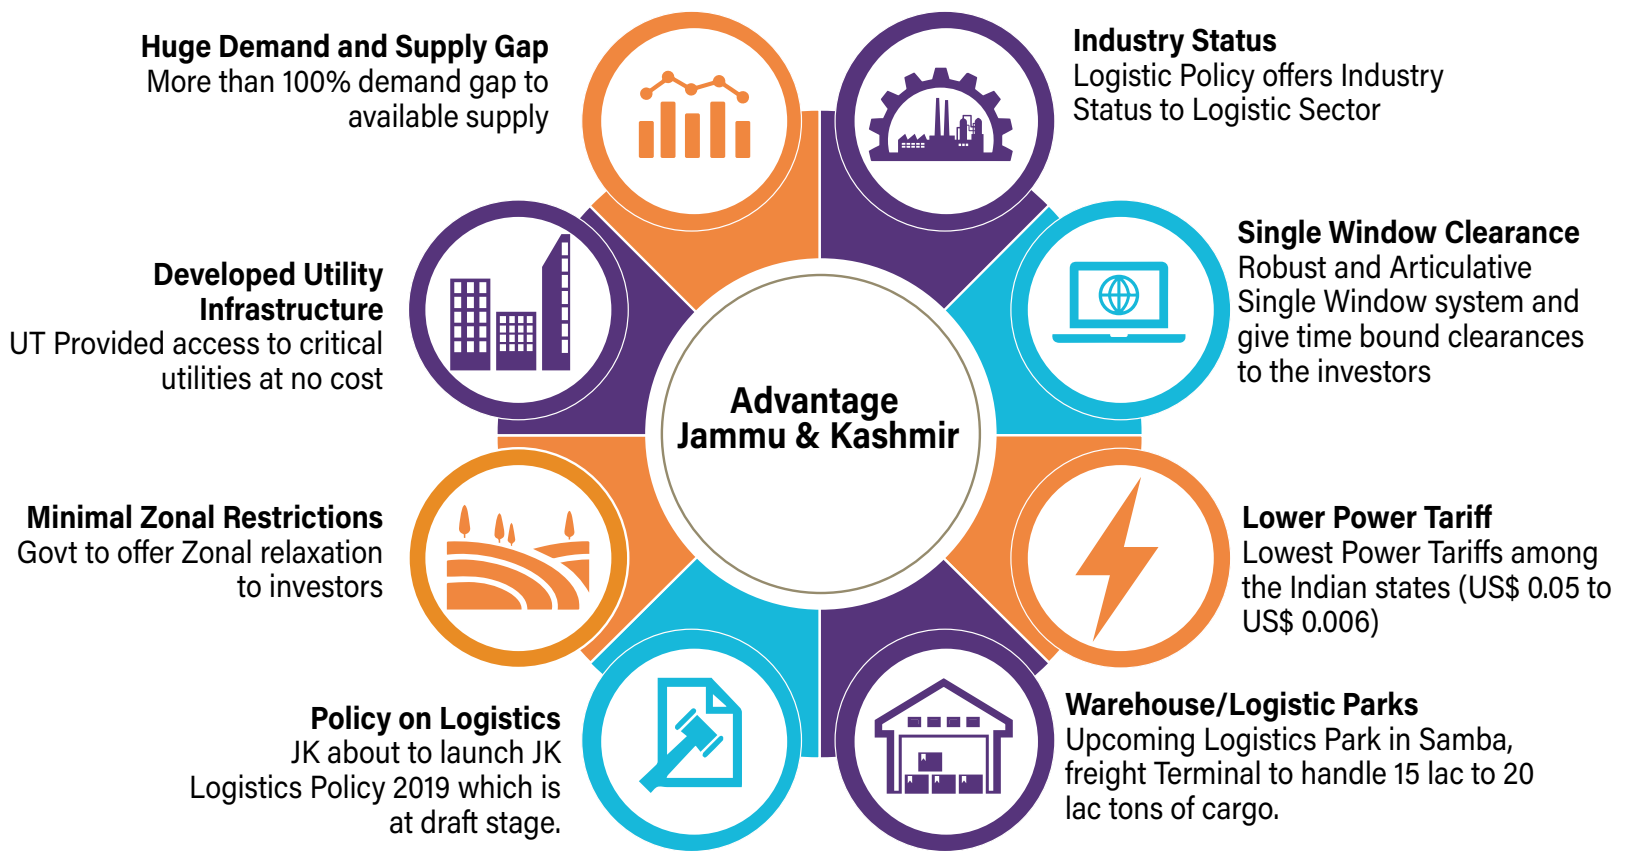 Huge Demand and Supply Gap
More than 100% demand gap to
available supply
Industry Status
Logistic Policy offers Industry
Status to Logistic Sector
Developed Utility
Infrastructure
UT Provided access to critical
utilities at no cost
Single Window Clearance
Robust and Articulative
Single Window system and
give time bound clearances
to the investors
Advantage
Jammu & Kashmir
Minimal Zonal Restrictions
Govt to offer Zonal relaxation
to investors
Lower Power Tariff
Lowest Power Tariffs among
the Indian states (US$ 0.05 to
US$ 0.006)
Policy on Logistics
JK about to launch JK
Logistics Policy 2019 which is
at draft stage.
Warehouse/Logistic Parks
Upcoming Logistics Park in Samba,
freight Terminal to handle 15 lac to 20
lac tons of cargo.